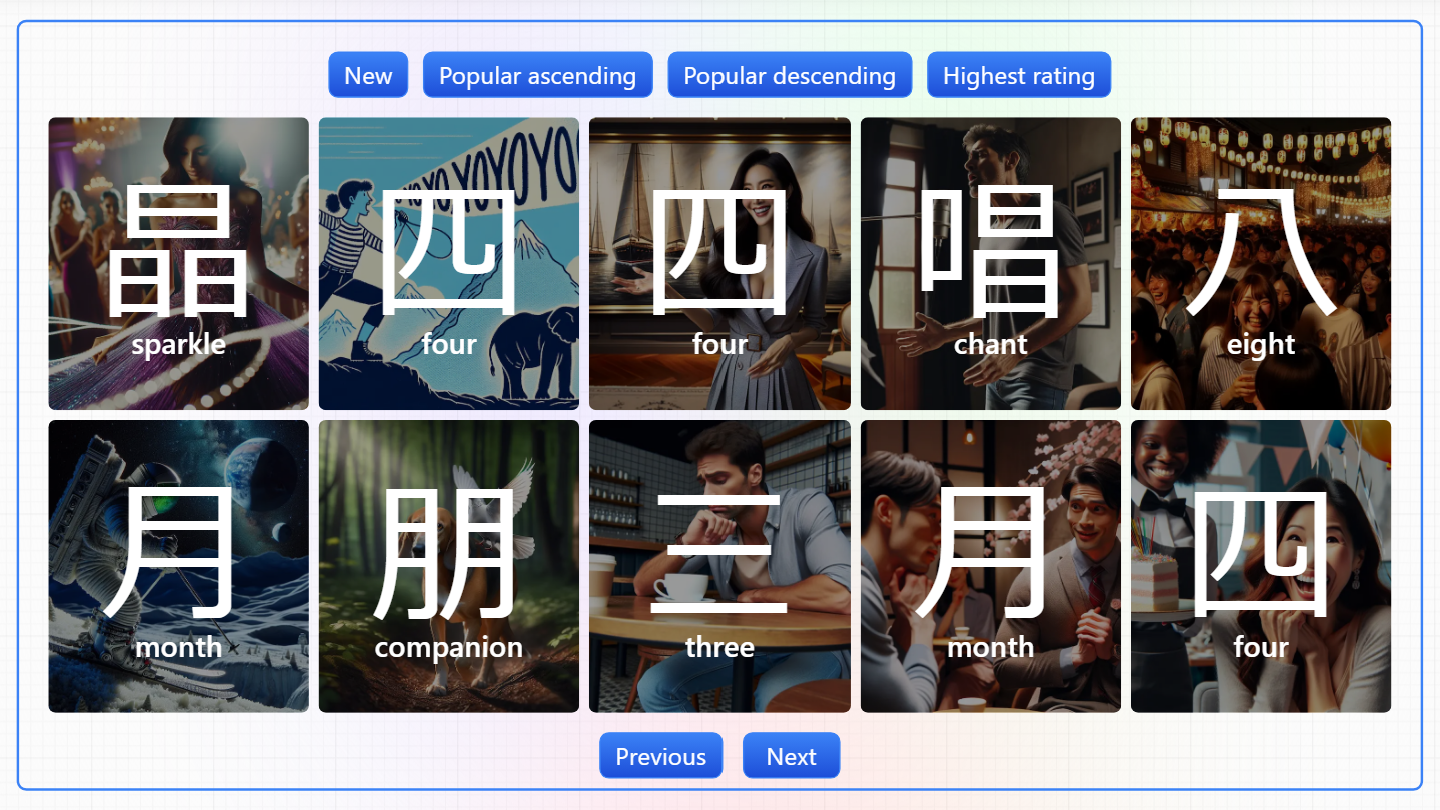 New
Popular ascending
Popular descending
Highest rating
晶
sparkle
YOYO YOYOYOYO
四
four
四
four
唱
chant
八
eight
月
month
朋
companion
三
three
月
month
四
four
Previous
Next